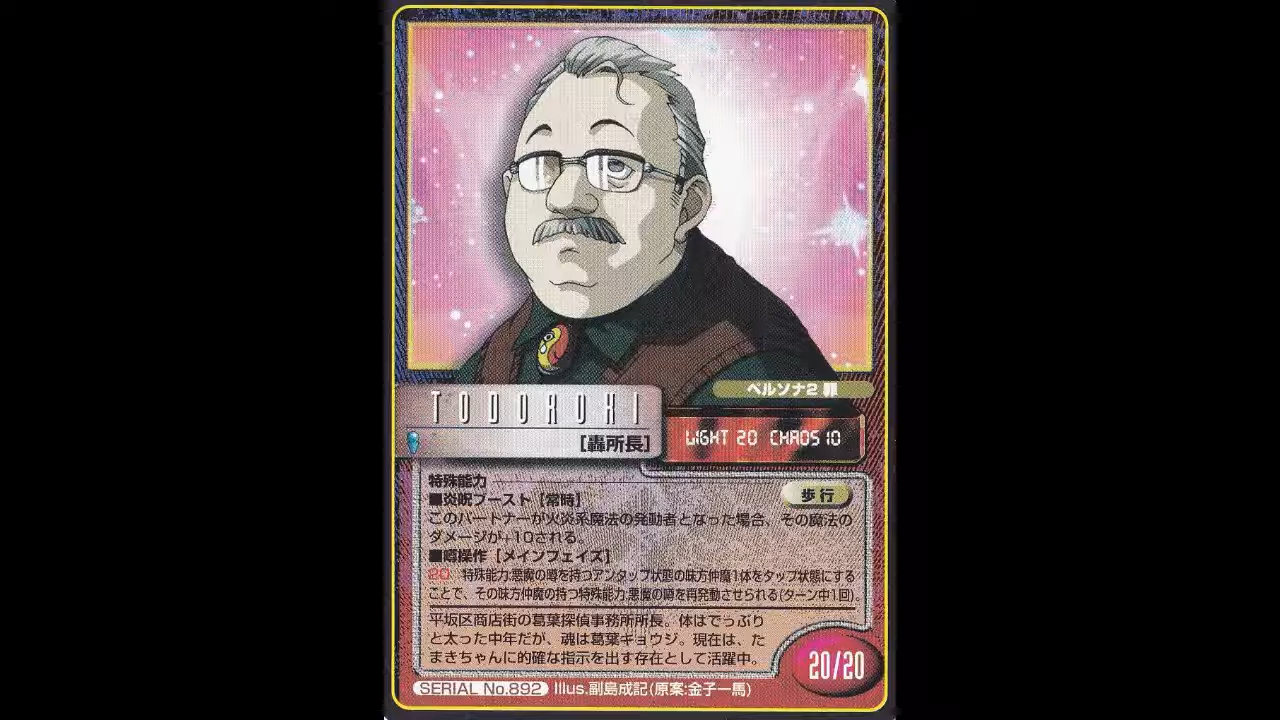 ペルソナ2 罪
TODOROKI
LIGHT 20 CHAOS 10
[轟所長]
特殊能力
歩行
■炎呪ブースト【常時】
このパートナーが火炎系魔法の発動者となった場合、その魔法の
ダメージが+10される。
■噂操作【メインフェイズ】
20 特殊能力:悪魔の噂を持つアンタップ状態の味方仲魔1体をタップ状態にする
ことで、その味方仲魔の持つ特殊能力:悪魔の噂を再発動させられる(ターン中1回)。
平坂区商店街の葛葉探偵事務所所長。体はでっぷり
と太った中年だが、魂は葛葉キョウジ。現在は、た
まきちゃんに的確な指示を出す存在として活躍中。
20/20
SERIAL No.892 Illus.副島成記(原案:金子一馬)